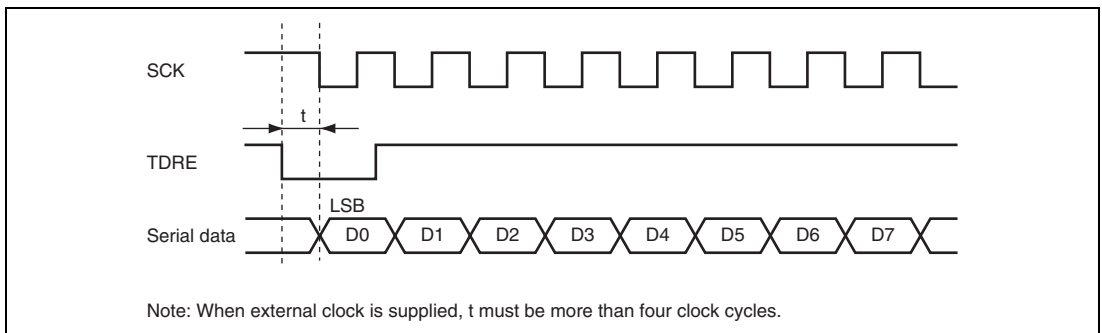 SCK
t
TDRE
LSB
Serial data D0 D1 D2 D3 D4 D5 D6 D7
Note: When external clock is supplied, t must be more than four clock cycles.